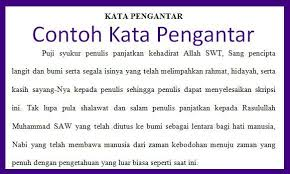 KATA PENGANTAR
Contoh Kata Pengantar
Puji syukur penulis panjatkan kehadirat Allah SWT, Sang pencipta
langit dan bumi serta segala isinya yang telah melimpahkan rahmat, hidayah, serta
kasih sayang-Nya kepada penulis sehingga penulis dapat menyelesaikan skripsi
ini. Tak lupa pula shalawat dan salam penulis panjatkan kepada Rasulullah
Muhammad SAW yang telah diutus ke bumi sebagai lentara bagi hati manusia,
Nabi yang telah membawa manusia dari zaman kebodohan menuju zaman yang
penuh dengan pengetahuan yang luar biasa seperti saat ini.